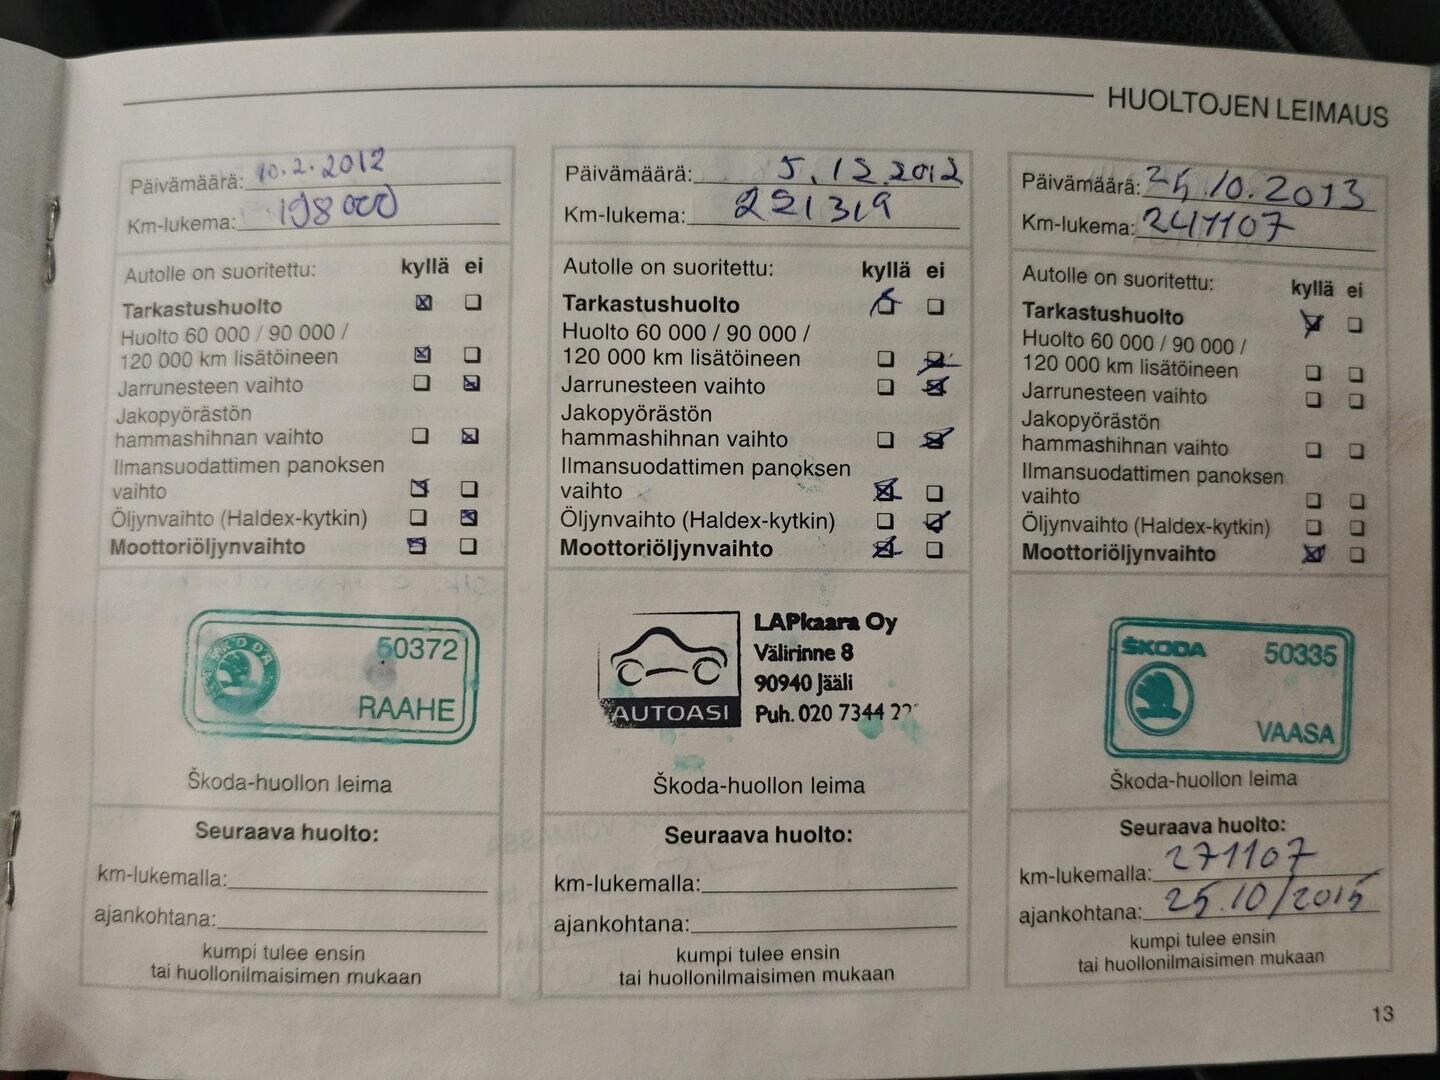 HUOLTOJEN LEIMAUS
Päivämäärä: 10.2.2012
Km-lukema: 198000
Autolle on suoritettu: kyllä ei
Tarkastushuolto
Huolto 60 000 / 90 000 /
120 000 km lisätöineen
Jarrunesteen vaihto
Jakopyörästön
hammashihnan vaihto
Ilmansuodattimen panoksen
vaihto
Öljynvaihto (Haldex-kytkin)
Moottoriöljynvaihto
ŠKODA
50372
RAAHE
Škoda-huollon leima
Seuraava huolto:
km-lukemalla:
ajankohtana:
kumpi tulee ensin
tai huollonilmaisimen mukaan
Päivämäärä: 5.12.2012
Km-lukema: 221319
Autolle on suoritettu: kyllä ei
Tarkastushuolto
Huolto 60 000 / 90 000 /
120 000 km lisätöineen
Jarrunesteen vaihto
Jakopyörästön
hammashihnan vaihto
Ilmansuodattimen panoksen
vaihto
Öljynvaihto (Haldex-kytkin)
Moottoriöljynvaihto
AUTOASI
LAPkaara Oy
Välirinne 8
90940 Jääli
Puh. 020 7344
Škoda-huollon leima
Seuraava huolto:
km-lukemalla:
ajankohtana:
kumpi tulee ensin
tai huollonilmaisimen mukaan
Päivämäärä: 25.10.2013
Km-lukema: 241107
Autolle on suoritettu: kyllä ei
Tarkastushuolto
Huolto 60 000 / 90 000 /
120 000 km lisätöineen
Jarrunesteen vaihto
Jakopyörästön
hammashihnan vaihto
Ilmansuodattimen panoksen
vaihto
Öljynvaihto (Haldex-kytkin)
Moottoriöljynvaihto
ŠKODA
50335
VAASA
Škoda-huollon leima
Seuraava huolto:
km-lukemalla: 271107
ajankohtana: 25.10/2015
kumpi tulee ensin
tai huollonilmaisimen mukaan
13